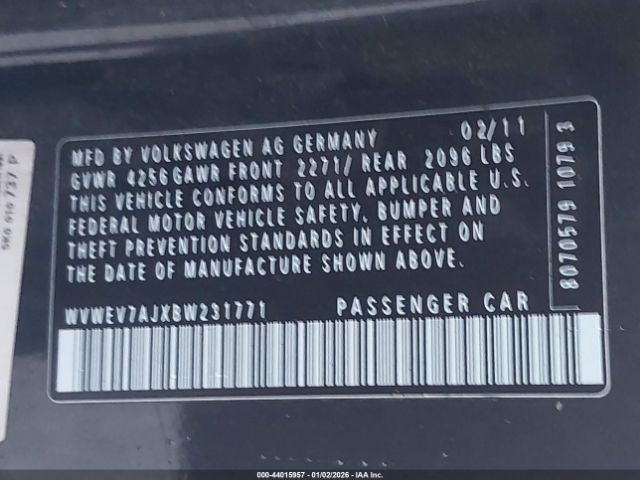 MFD BY VOLKSWAGEN AG GERMANY 02/11
GVWR 4256 GAWR FRONT 2271/ REAR 2096 LBS
THIS VEHICLE CONFORMS TO ALL APPLICABLE U.S.
FEDERAL MOTOR VEHICLE SAFETY, BUMPER AND
THEFT PREVENTION STANDARDS IN EFFECT ON
THE DATE OF MANUFACTURE SHOWN ABOVE.
WVWEV7AJXBW231771 PASSENGER CAR
8070579 1079 3
000-44015957 - 01/02/2026 - IAA Inc.